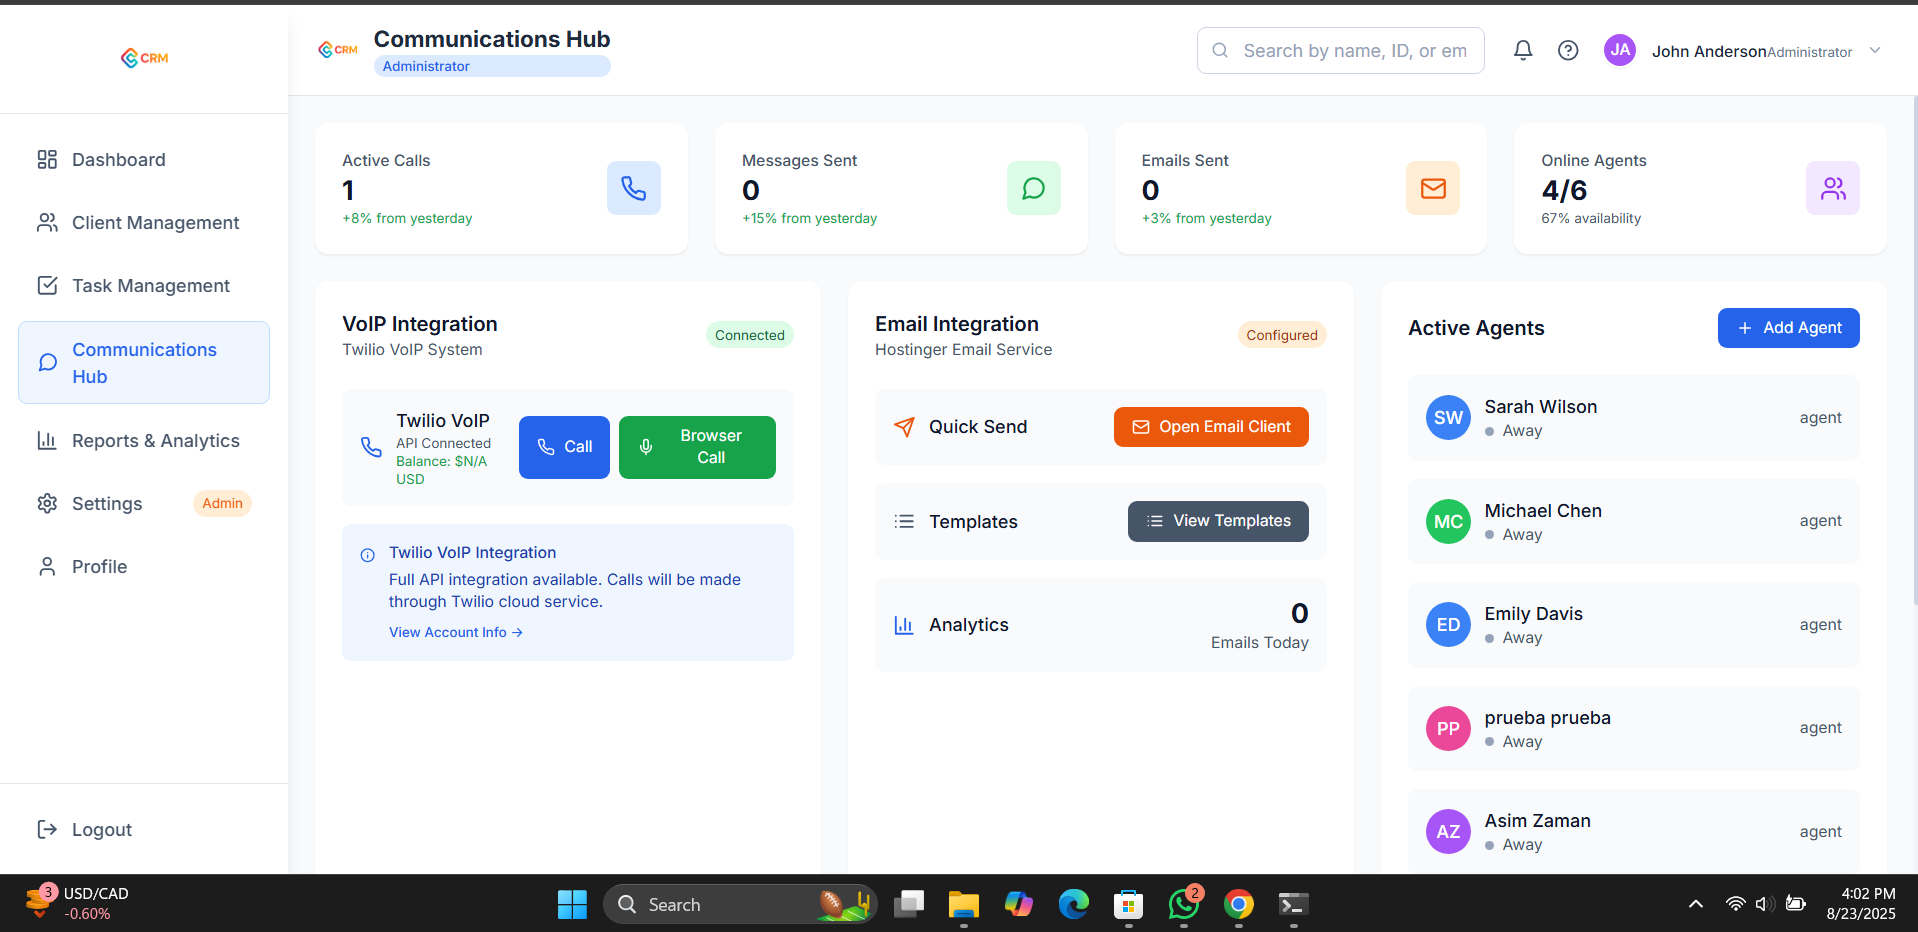 CRM
Dashboard
Client Management
Task Management
Communications
Hub
Reports & Analytics
Settings
Admin
Profile
Logout
CRM
Communications Hub
Administrator
Search by name, ID, or em
JA
John Anderson
Administrator
Active Calls
1
+8% from yesterday
Messages Sent
0
+15% from yesterday
Emails Sent
0
+3% from yesterday
Online Agents
4/6
67% availability
VoIP Integration
Twilio VoIP System
Connected
Twilio VoIP
API Connected
Balance: $N/A
USD
Call
Browser
Call
Twilio VoIP Integration
Full API integration available. Calls will be made
through Twilio cloud service.
View Account Info →
Email Integration
Hostinger Email Service
Configured
Quick Send
Open Email Client
Templates
View Templates
Analytics
0
Emails Today
Active Agents
+ Add Agent
SW
Sarah Wilson
Away
agent
MC
Michael Chen
Away
agent
ED
Emily Davis
Away
agent
PP
prueba prueba
Away
agent
AZ
Asim Zaman
Away
agent
3
USD/CAD
-0.60%
Search
2
4:02 PM
8/23/2025